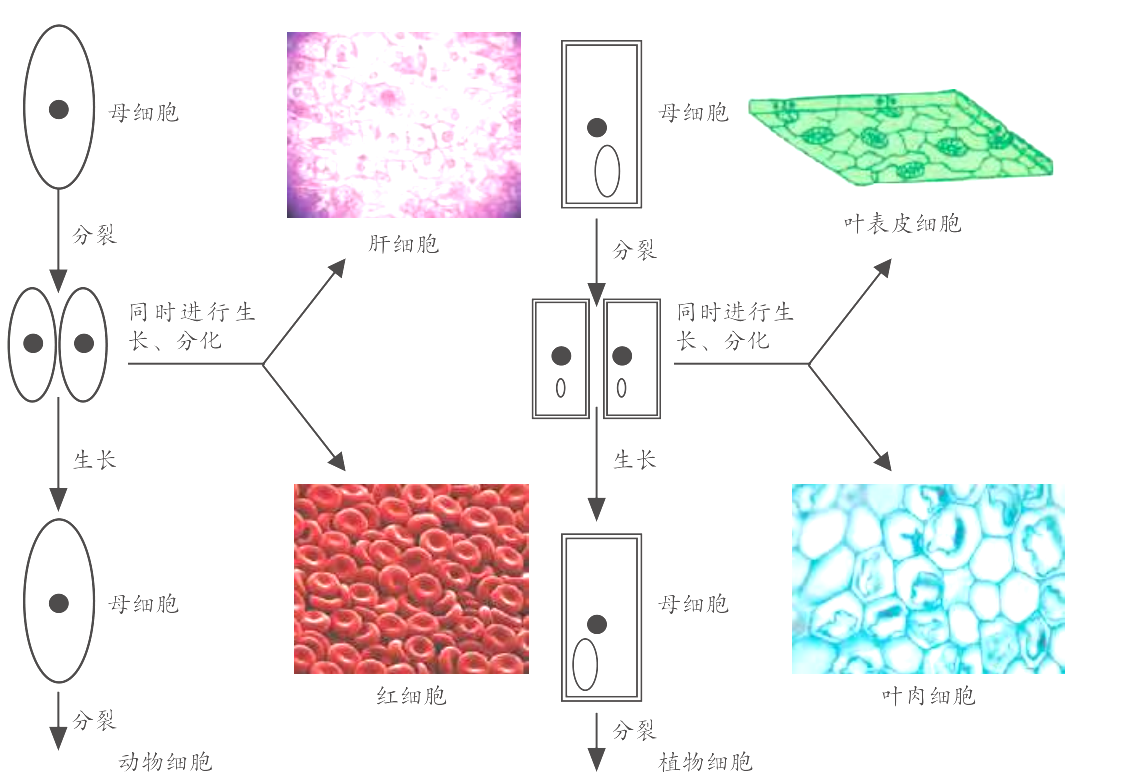 母细胞
分裂
同时进行生
长、分化
肝细胞
生长
母细胞
红细胞
分裂
动物细胞
母细胞
分裂
同时进行生
长、分化
叶表皮细胞
生长
母细胞
叶肉细胞
分裂
植物细胞